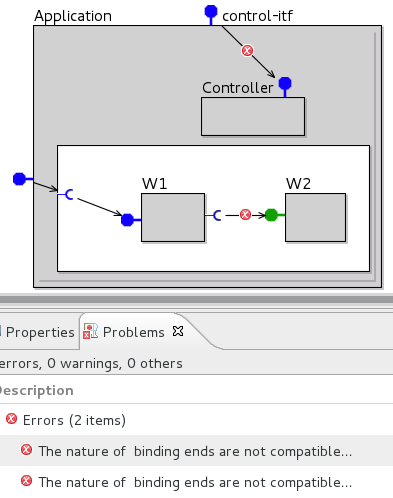 Application
control-itf
Controller
W1
W2
Properties
Problems
errors, 0 warnings, 0 others
Description
Errors (2 items)
The nature of binding ends are not compatible...
The nature of binding ends are not compatible...